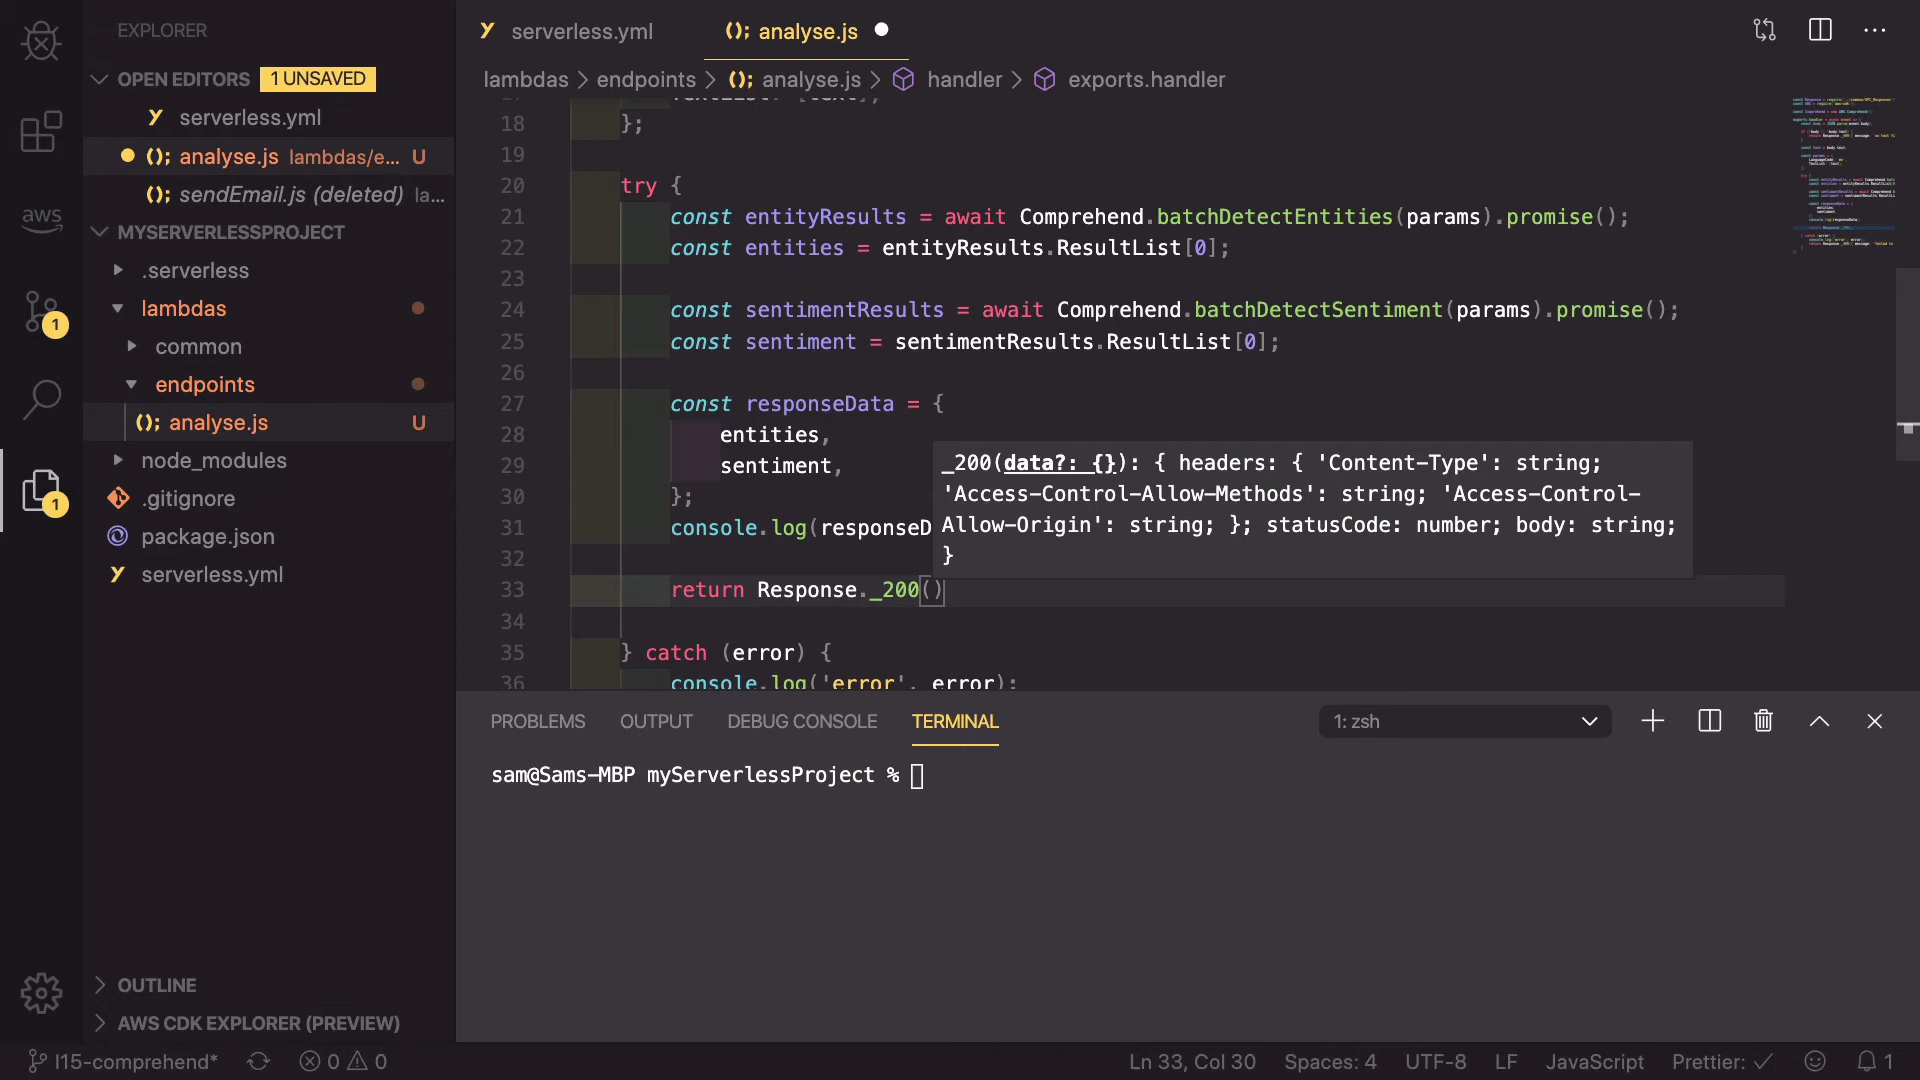 EXPLORER
OPEN EDITORS 1 UNSAVED
serverless.yml
analyse.js lambdas/e... U
sendEmail.js (deleted) la...
MYSERVERLESSPROJECT
.serverless
lambdas
common
endpoints
analyse.js U
node_modules
.gitignore
package.json
serverless.yml
OUTLINE
AWS CDK EXPLORER (PREVIEW)
aws
1
1
serverless.yml
analyse.js
lambdas > endpoints > analyse.js > handler > exports.handler
18 };
19
20 try {
21 const entityResults = await Comprehend.batchDetectEntities(params).promise();
22 const entities = entityResults.ResultList[0];
23
24 const sentimentResults = await Comprehend.batchDetectSentiment(params).promise();
25 const sentiment = sentimentResults.ResultList[0];
26
27 const responseData = {
28 entities,
29 sentiment,
30 };
31 console.log(responseD
32
33 return Response._200()
34
35 } catch (error) {
36 console.log('error', error);
_200(data?: {}): { headers: { 'Content-Type': string;
'Access-Control-Allow-Methods': string; 'Access-Control-
Allow-Origin': string; }; statusCode: number; body: string;
}
PROBLEMS OUTPUT DEBUG CONSOLE TERMINAL
1: zsh
sam@Sams-MBP myServerlessProject %
l15-comprehend* 0 0
Ln 33, Col 30 Spaces: 4 UTF-8 LF JavaScript Prettier: ✓ 1